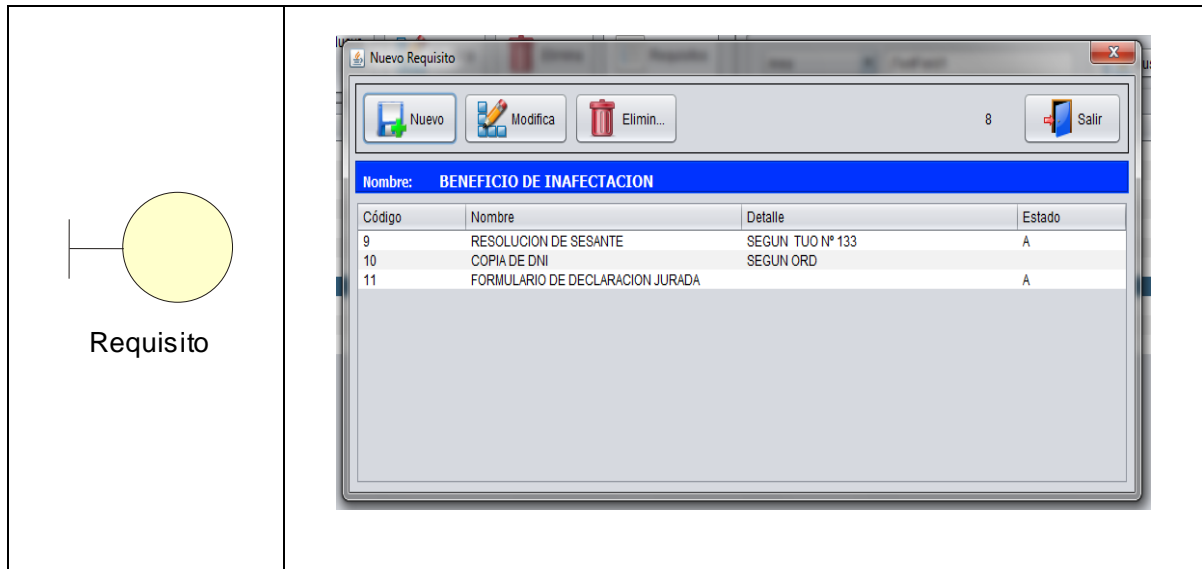 Requisito
Nuevo Requisito
Nuevo Modifica Elimin... 8 Salir
Nombre: BENEFICIO DE INAFECTACION
Código Nombre Detalle Estado
9 RESOLUCION DE SESANTE SEGUN TUO Nº 133 A
10 COPIA DE DNI SEGUN ORD
11 FORMULARIO DE DECLARACION JURADA A